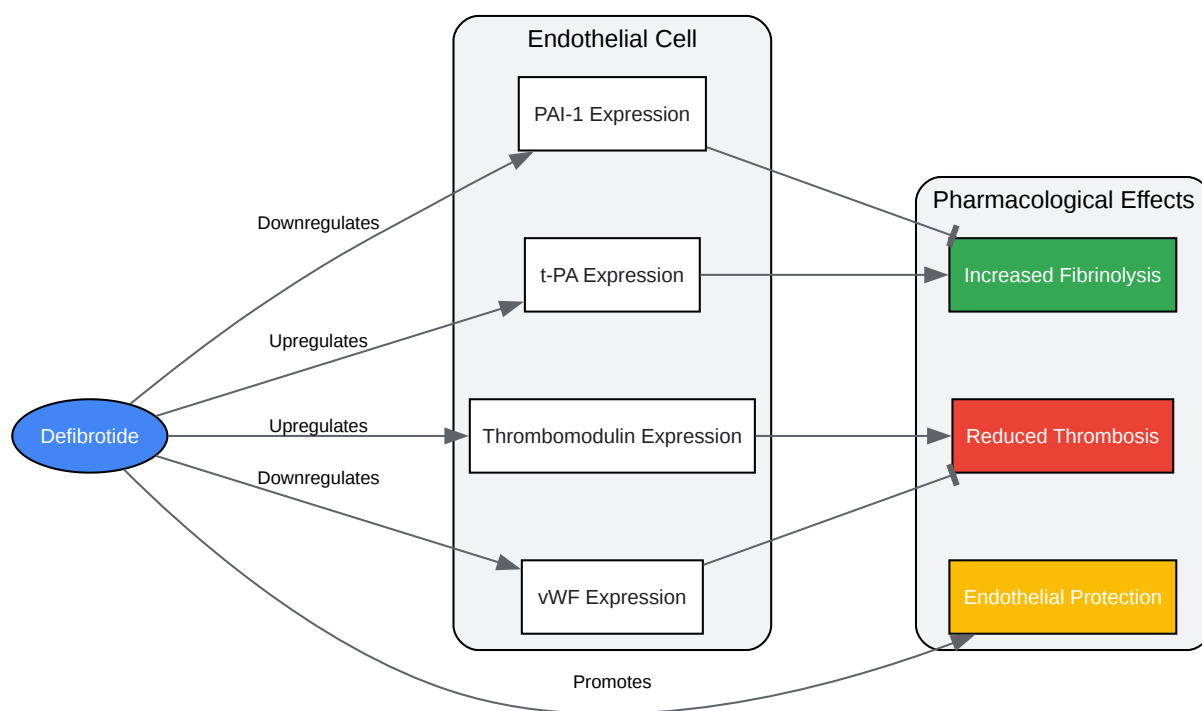 Endothelial Cell
PAI-1 Expression
Pharmacological Effects
Downregulates
t-PA Expression
Increased Fibrinolysis
Upregulates
Defibrotide
Upregulates
Thrombomodulin Expression
Reduced Thrombosis
Downregulates
vWF Expression
Endothelial Protection
Promotes